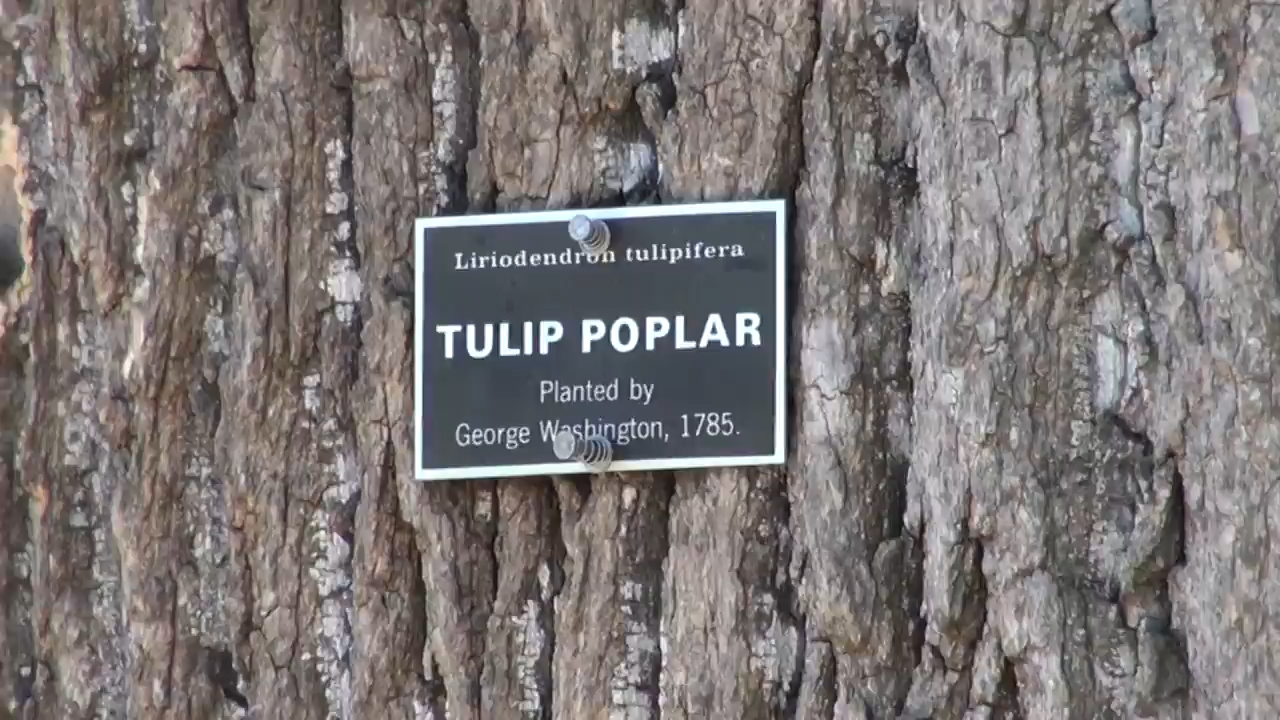 Liriodendron tulipifera
TULIP POPLAR
Planted by
George Washington, 1785.